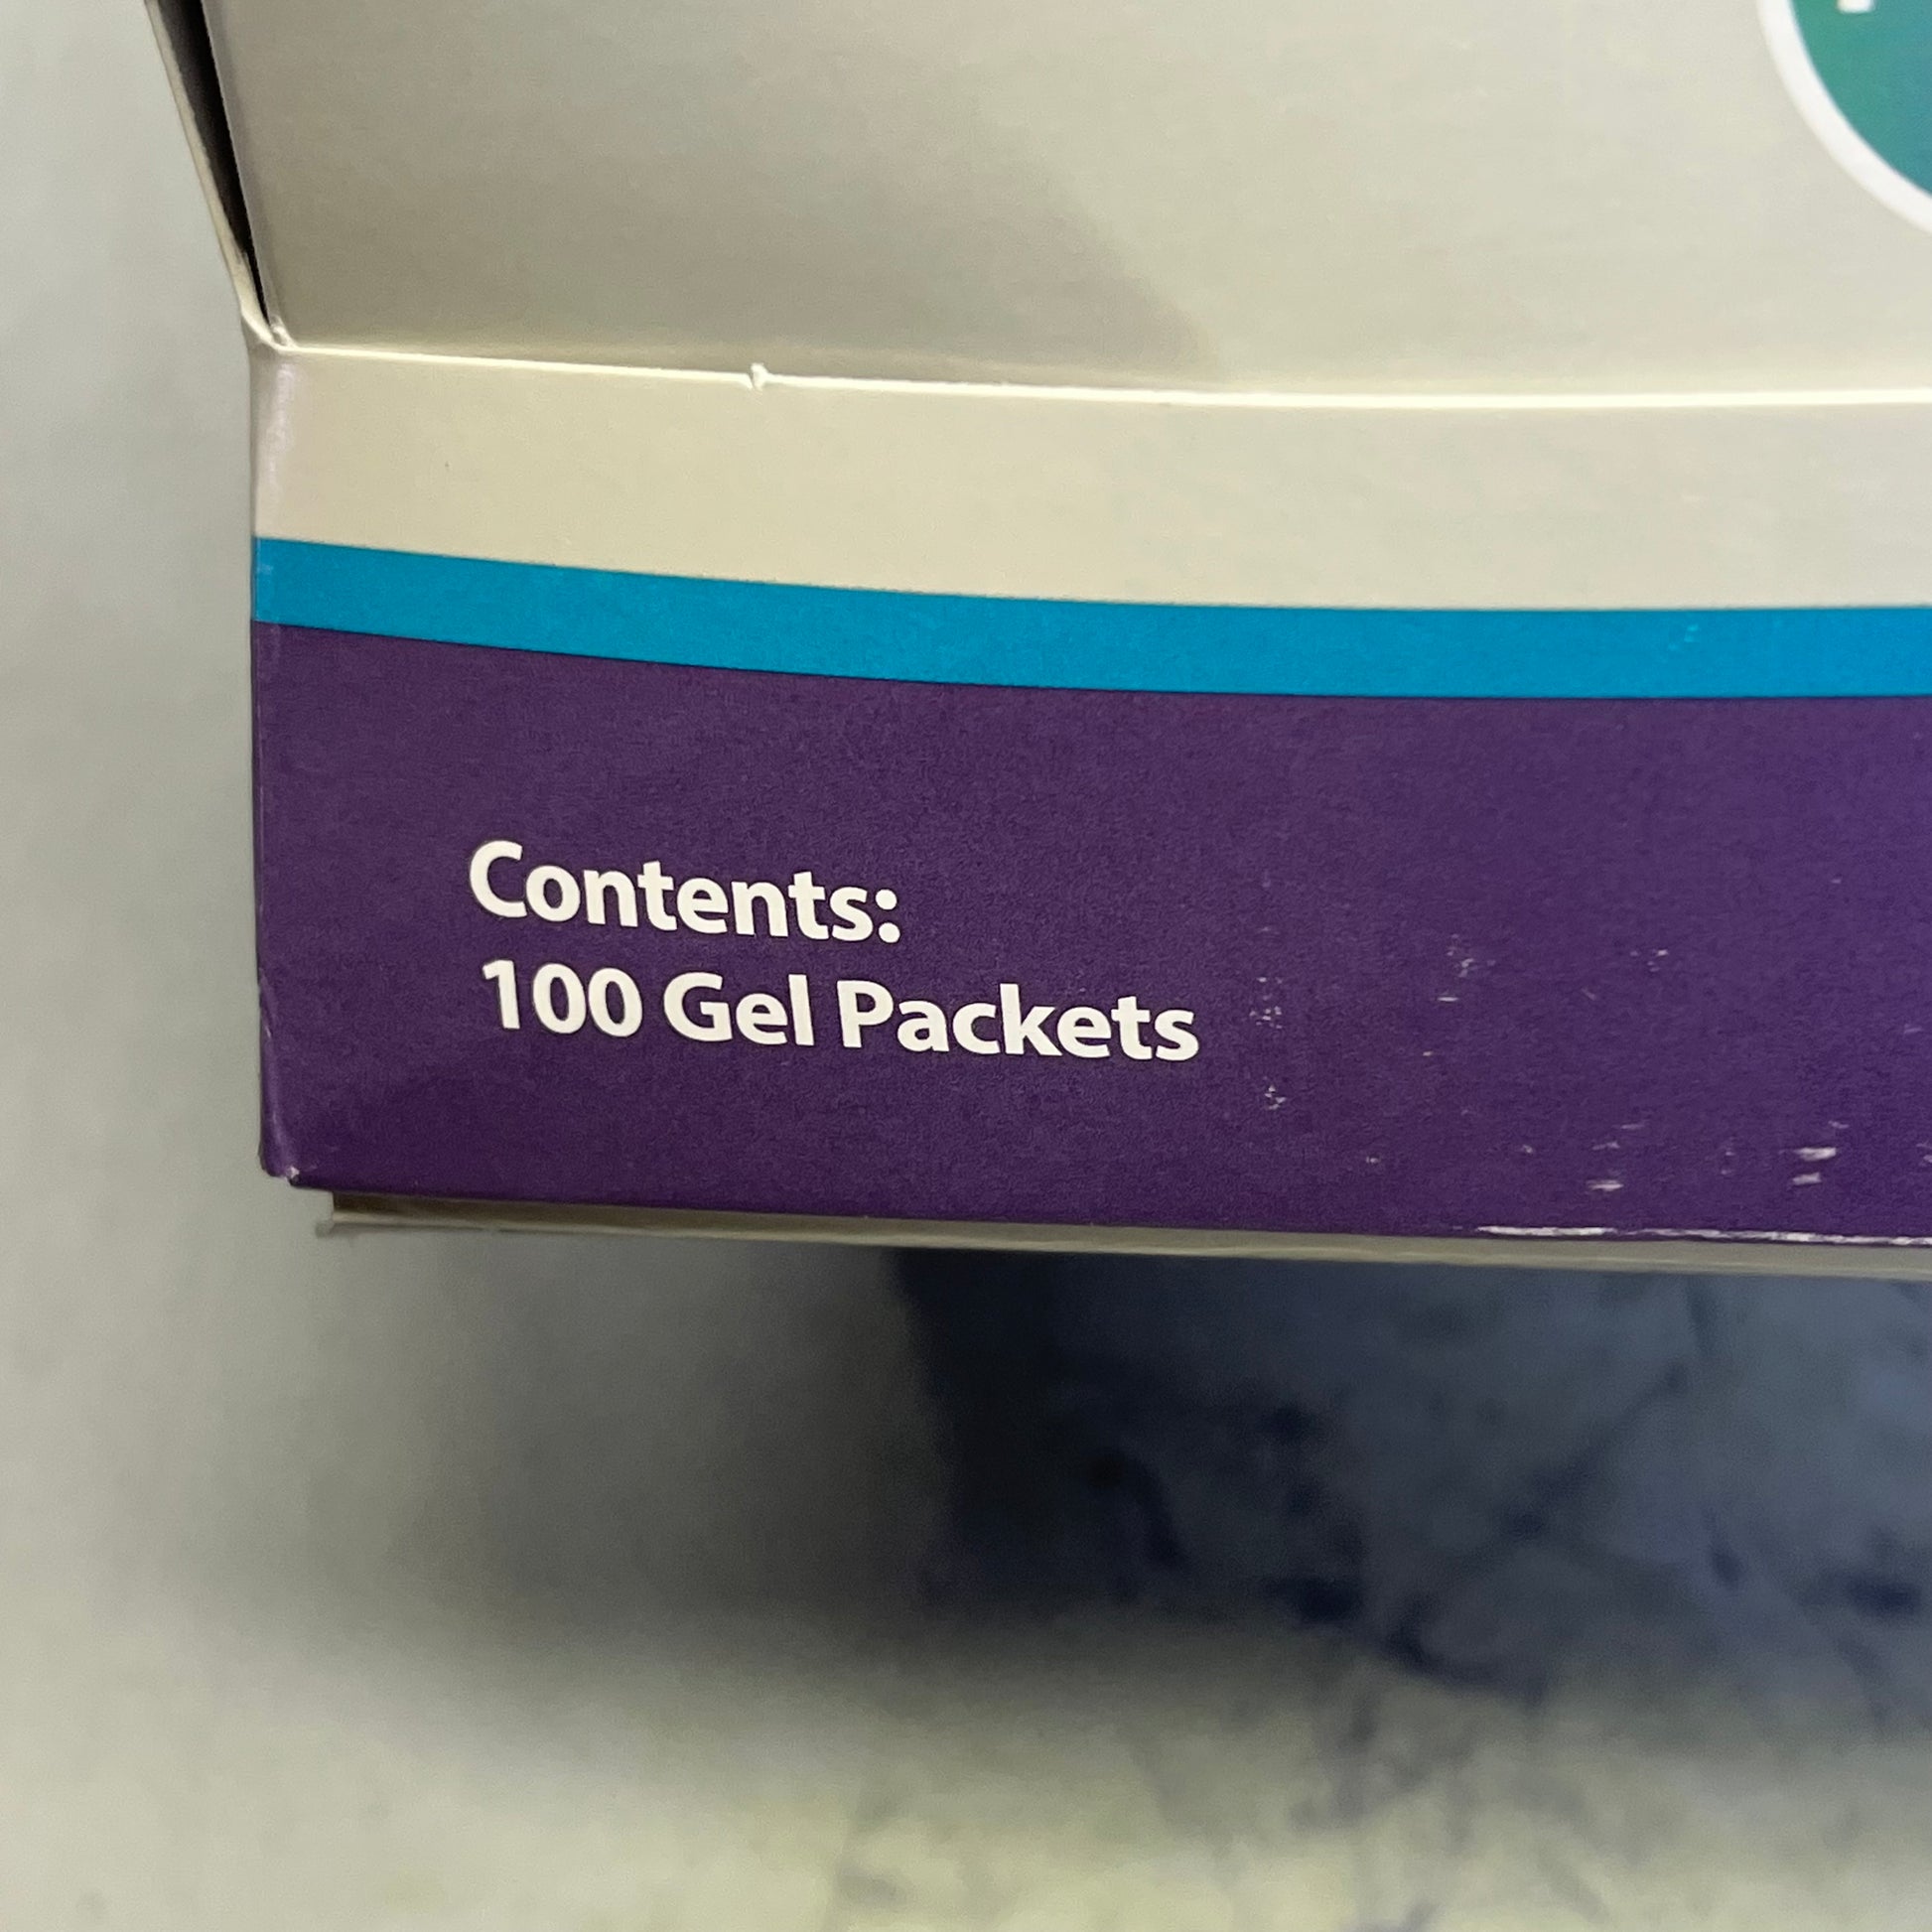 Contents:
100 Gel Packets